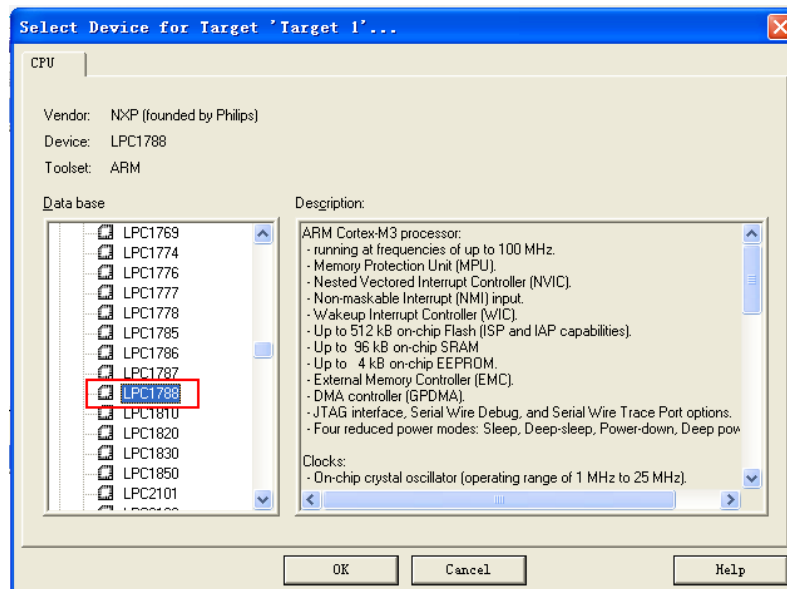 Select Device for Target 'Target 1'...
CPU
Vendor: NXP (founded by Philips)
Device: LPC1788
Toolset: ARM
Data base
LPC1769
LPC1774
LPC1776
LPC1777
LPC1778
LPC1785
LPC1786
LPC1787
LPC1788
LPC1810
LPC1820
LPC1830
LPC1850
LPC2101
Description:
ARM Cortex-M3 processor:
- running at frequencies of up to 100 MHz.
- Memory Protection Unit (MPU).
- Nested Vectored Interrupt Controller (NVIC).
- Non-maskable Interrupt (NMI) input.
- Wakeup Interrupt Controller (WIC).
- Up to 512 kB on-chip Flash (ISP and IAP capabilities).
- Up to 96 kB on-chip SRAM
- Up to 4 kB on-chip EEPROM.
- External Memory Controller (EMC).
- DMA controller (GPDMA).
- JTAG interface, Serial Wire Debug, and Serial Wire Trace Port options.
- Four reduced power modes: Sleep, Deep-sleep, Power-down, Deep pow
Clocks:
- On-chip crystal oscillator (operating range of 1 MHz to 25 MHz).
OK Cancel Help